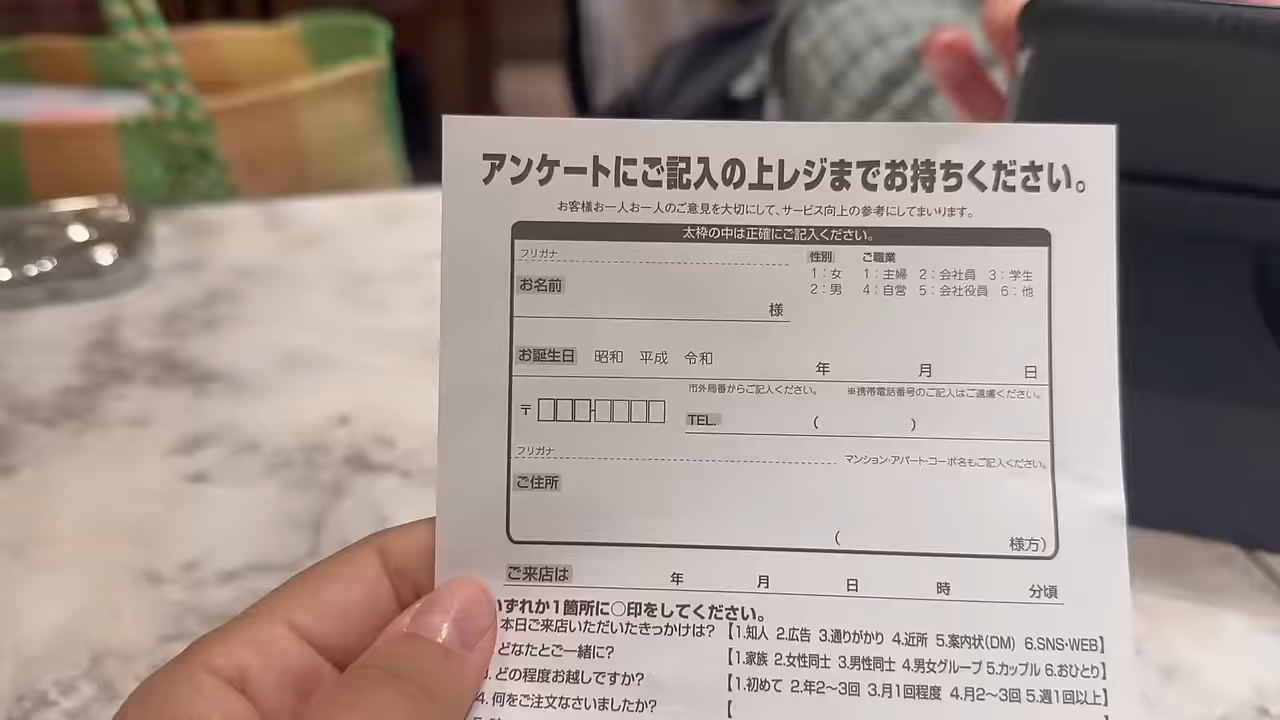 アンケートにご記入の上レジまでお持ちください。
お客様お一人お一人のご意見を大切にして、サービス向上の参考にしてまいります。
太枠の中は正確にご記入ください。
フリガナ
性別 ご職業
1：女 1：主婦 2：会社員 3：学生
お名前
2：男 4：自営 5：会社役員 6：他
様
お誕生日 昭和 平成 令和 年 月 日
市外局番からご記入ください。 ※携帯電話番号のご記入はご遠慮ください。
〒 TEL. ( )
フリガナ マンション・アパート・コーポ名もご記入ください。
ご住所
( 様方)
ご来店は 年 月 日 時 分頃
いずれか1箇所に○印をしてください。
本日ご来店いただいたきっかけは? 【1.知人 2.広告 3.通りがかり 4.近所 5.案内状(DM) 6.SNS・WEB】
どなたとご一緒に? 【1.家族 2.女性同士 3.男性同士 4.男女グループ 5.カップル 6.おひとり】
3. どの程度お越しですか? 【1.初めて 2.年2～3回 3.月1回程度 4.月2～3回 5.週1回以上】
4. 何をご注文なさいましたか? 【